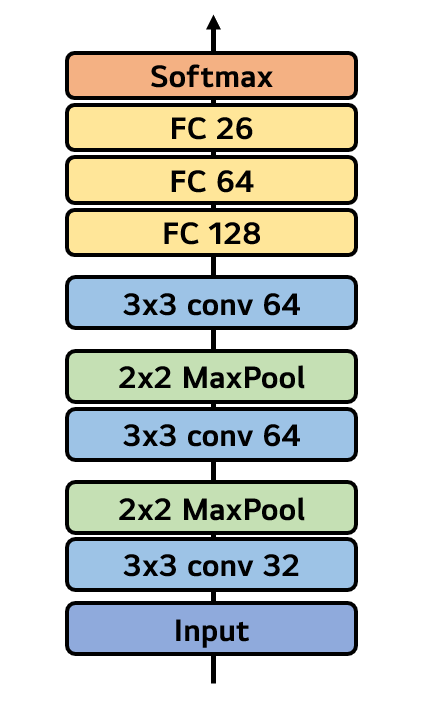 Softmax
FC 26
FC 64
FC 128
3x3 conv 64
2x2 MaxPool
3x3 conv 64
2x2 MaxPool
3x3 conv 32
Input